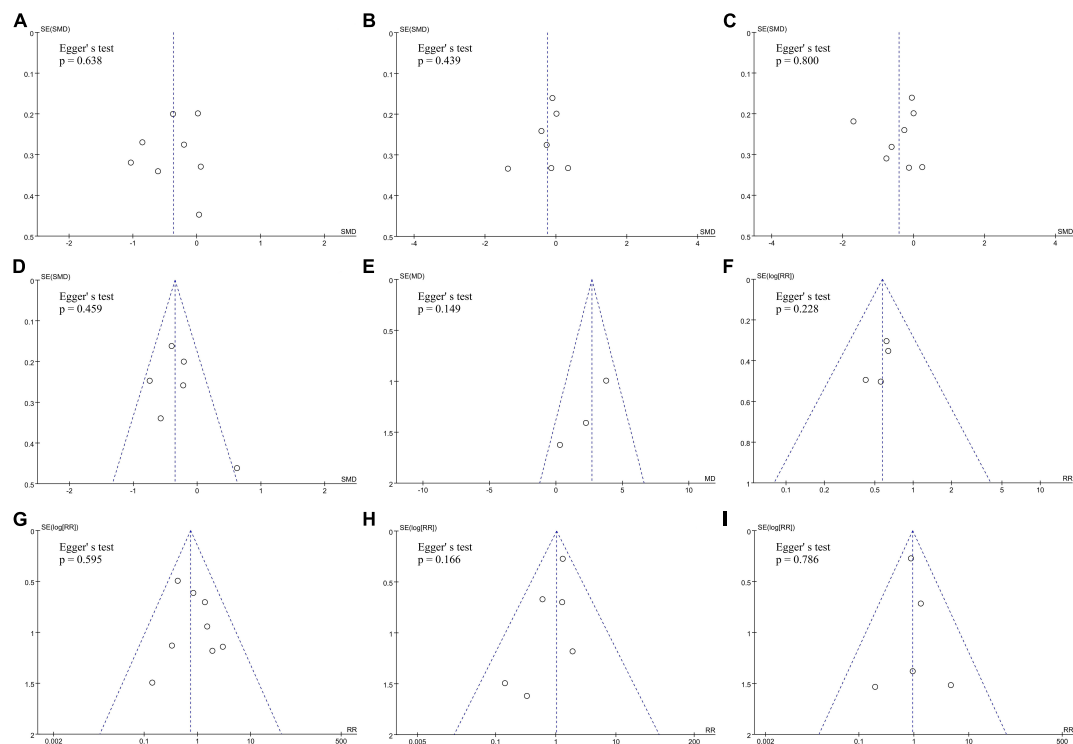 A
SE(SMD)
Egger' s test
p = 0.638
0
0.1
0.2
0.3
0.4
0.5
-2
-1
0
1
2
SMD
B
SE(SMD)
Egger' s test
p = 0.439
0
0.1
0.2
0.3
0.4
0.5
-4
-2
0
2
4
SMD
C
SE(SMD)
Egger' s test
p = 0.800
0
0.1
0.2
0.3
0.4
0.5
-4
-2
0
2
4
SMD
D
SE(SMD)
Egger' s test
p = 0.459
0
0.1
0.2
0.3
0.4
0.5
-2
-1
0
1
2
SMD
E
SE(MD)
Egger' s test
p = 0.149
0
0.5
1
1.5
2
-10
-5
0
5
10
MD
F
SE(log[RR])
Egger' s test
p = 0.228
0
0.2
0.4
0.6
0.8
1
0.1
0.2
0.5
1
2
5
10
RR
G
SE(log[RR])
Egger' s test
p = 0.595
0
0.5
1
1.5
2
0.002
0.1
1
10
500
RR
H
SE(log[RR])
Egger' s test
p = 0.166
0
0.5
1
1.5
2
0.005
0.1
1
10
200
RR
I
SE(log[RR])
Egger' s test
p = 0.786
0
0.5
1
1.5
2
0.002
0.1
1
10
500
RR